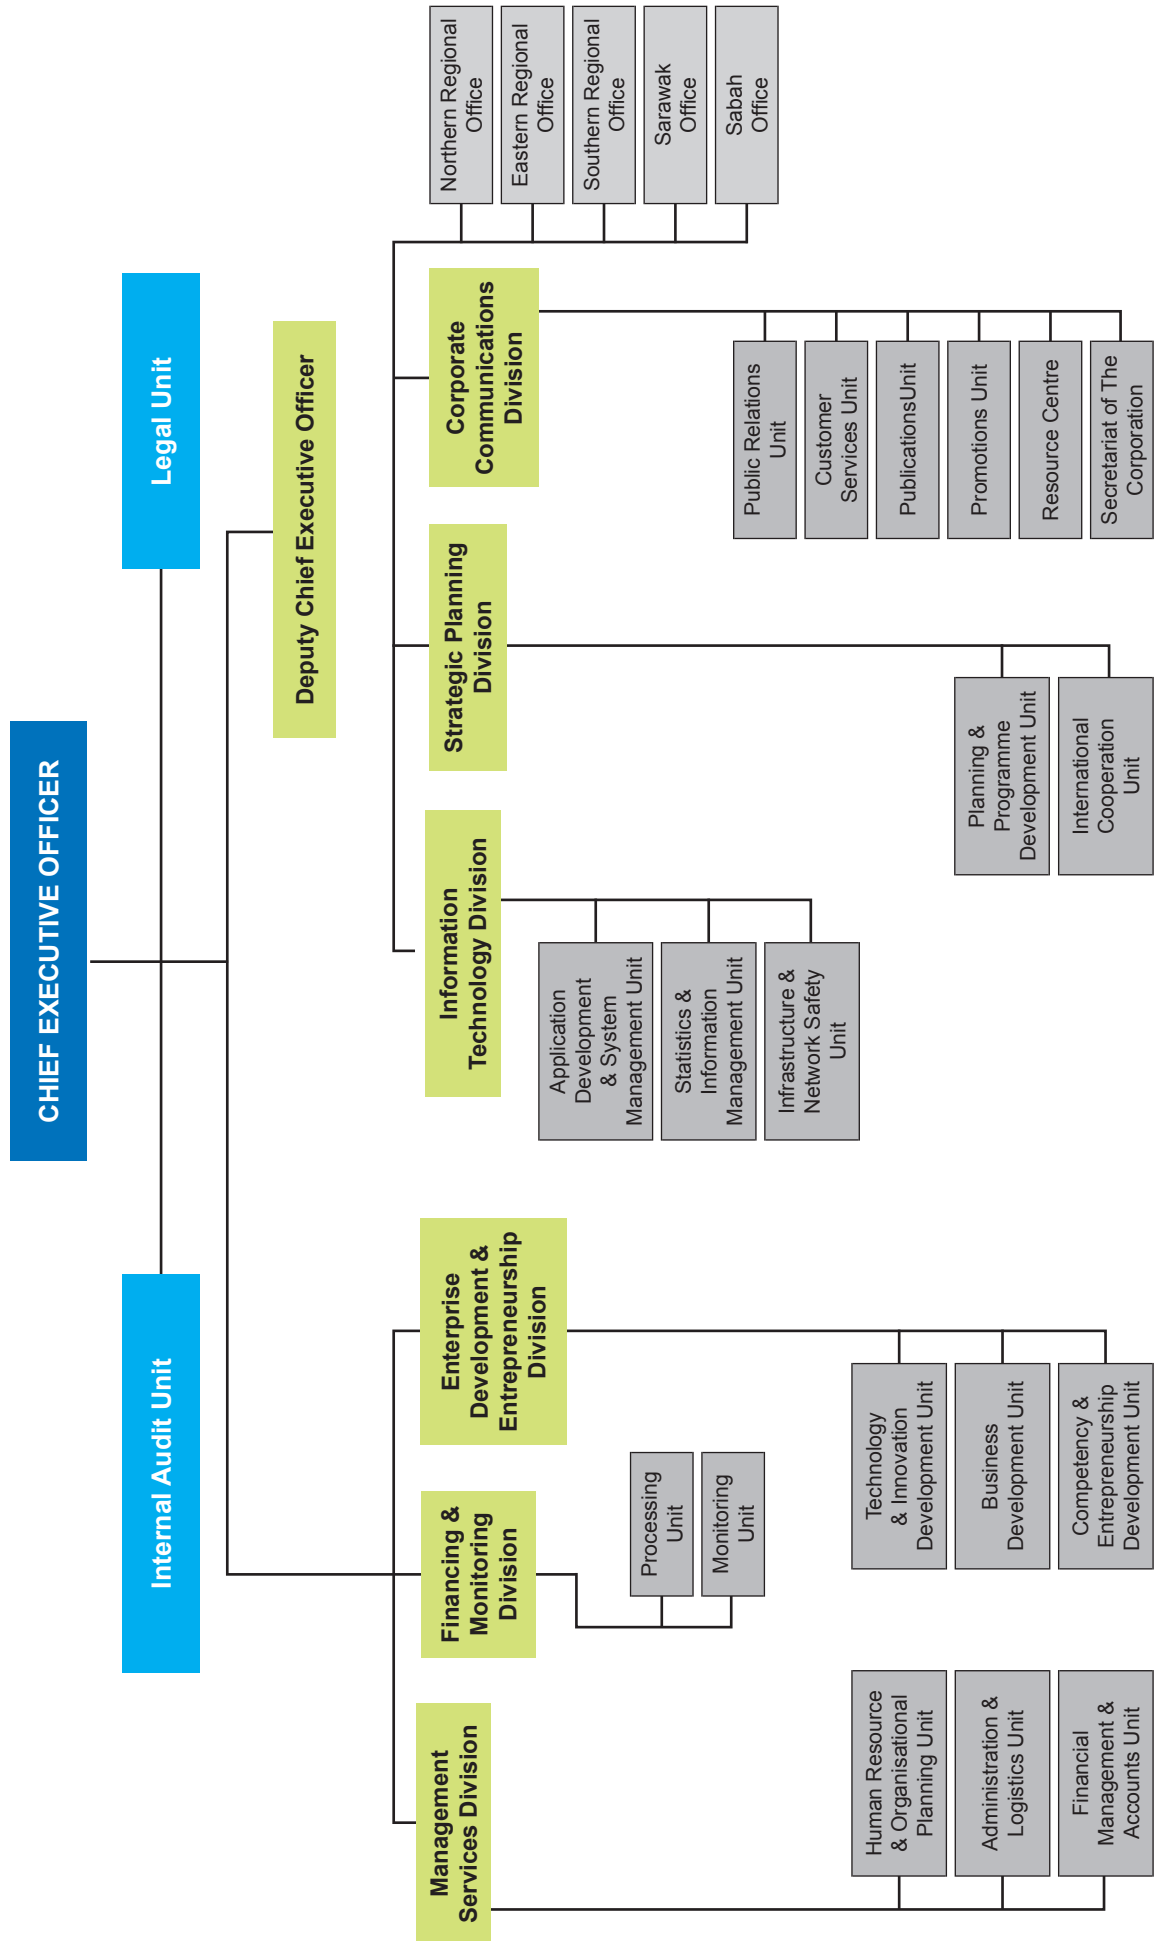 CHIEF EXECUTIVE OFFICER
Internal Audit Unit
Legal Unit
Deputy Chief Executive Officer
Management
Services Division
Financing &
Monitoring
Division
Enterprise
Development &
Entrepreneurship
Division
Information
Technology Division
Strategic Planning
Division
Corporate
Communications
Division
Northern Regional
Office
Eastern Regional
Office
Southern Regional
Office
Sarawak
Office
Sabah
Office
Human Resource
& Organisational
Planning Unit
Administration &
Logistics Unit
Financial
Management &
Accounts Unit
Processing
Unit
Monitoring
Unit
Technology
& Innovation
Development Unit
Business
Development Unit
Competency &
Entrepreneurship
Development Unit
Application
Development
& System
Management Unit
Statistics &
Information
Management Unit
Infrastructure &
Network Safety
Unit
Planning &
Programme
Development Unit
International
Cooperation
Unit
Public Relations
Unit
Customer
Services Unit
PublicationsUnit
Promotions Unit
Resource Centre
Secretariat of The
Corporation